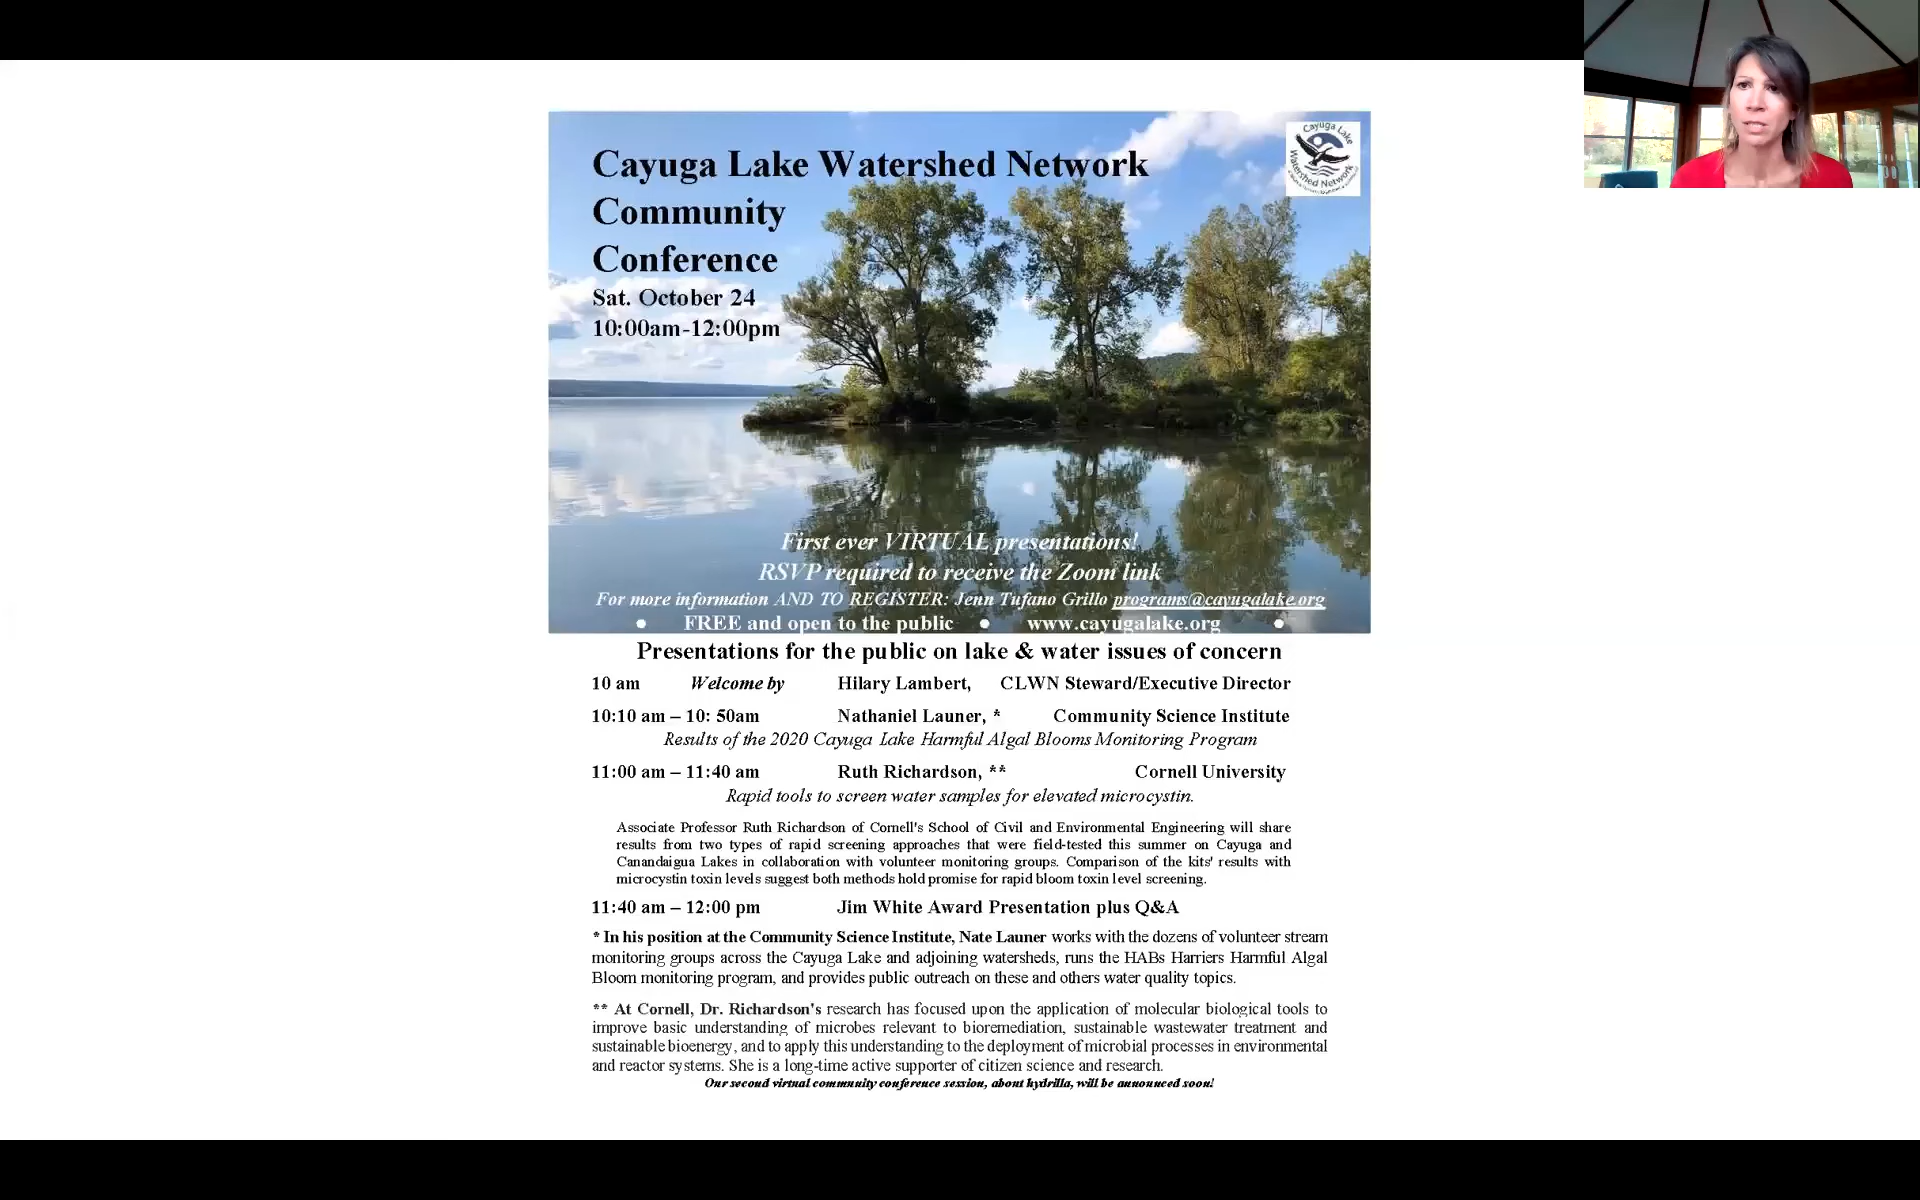 Cayuga Lake Watershed Network
Community
Conference
Sat. October 24
10:00am-12:00pm
Cayuga Lake
Watershed Network
First ever VIRTUAL presentations!
RSVP required to receive the Zoom link
For more information AND TO REGISTER: Jenn Tufano Grillo programs@cayugalake.org
● FREE and open to the public ● www.cayugalake.org ●
Presentations for the public on lake & water issues of concern
10 am Welcome by Hilary Lambert, CLWN Steward/Executive Director
10:10 am – 10: 50am Nathaniel Launer, * Community Science Institute
Results of the 2020 Cayuga Lake Harmful Algal Blooms Monitoring Program
11:00 am – 11:40 am Ruth Richardson, ** Cornell University
Rapid tools to screen water samples for elevated microcystin.
Associate Professor Ruth Richardson of Cornell's School of Civil and Environmental Engineering will share
results from two types of rapid screening approaches that were field-tested this summer on Cayuga and
Canandaigua Lakes in collaboration with volunteer monitoring groups. Comparison of the kits' results with
microcystin toxin levels suggest both methods hold promise for rapid bloom toxin level screening.
11:40 am – 12:00 pm Jim White Award Presentation plus Q&A
* In his position at the Community Science Institute, Nate Launer works with the dozens of volunteer stream
monitoring groups across the Cayuga Lake and adjoining watersheds, runs the HABs Harriers Harmful Algal
Bloom monitoring program, and provides public outreach on these and others water quality topics.
** At Cornell, Dr. Richardson's research has focused upon the application of molecular biological tools to
improve basic understanding of microbes relevant to bioremediation, sustainable wastewater treatment and
sustainable bioenergy, and to apply this understanding to the deployment of microbial processes in environmental
and reactor systems. She is a long-time active supporter of citizen science and research.
Our second virtual community conference session, about hydrilla, will be announced soon!